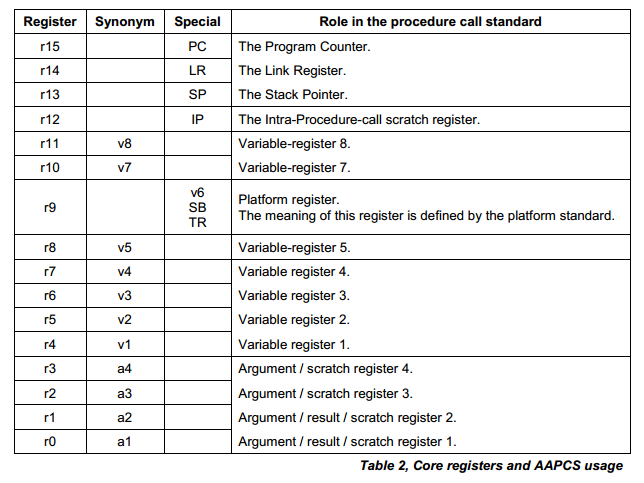 Register Synonym Special Role in the procedure call standard
r15 PC The Program Counter.
r14 LR The Link Register.
r13 SP The Stack Pointer.
r12 IP The Intra-Procedure-call scratch register.
r11 v8 Variable-register 8.
r10 v7 Variable-register 7.
r9
v6
SB
TR
Platform register.
The meaning of this register is defined by the platform standard.
r8 v5 Variable-register 5.
r7 v4 Variable register 4.
r6 v3 Variable register 3.
r5 v2 Variable register 2.
r4 v1 Variable register 1.
r3 a4 Argument / scratch register 4.
r2 a3 Argument / scratch register 3.
r1 a2 Argument / result / scratch register 2.
r0 a1 Argument / result / scratch register 1.
Table 2, Core registers and AAPCS usage